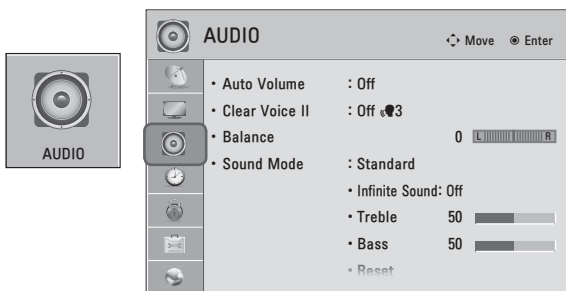 AUDIO
AUDIO
Move Enter
• Auto Volume : Off
• Clear Voice II : Off 3
• Balance 0 L R
• Sound Mode : Standard
• Infinite Sound: Off
• Treble 50
• Bass 50
• Reset